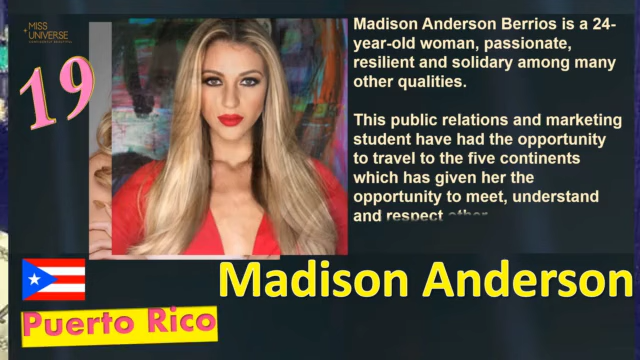 MISS
UNIVERSE
19
Madison Anderson Berrios is a 24-
year-old woman, passionate,
resilient and solidary among many
other qualities.
This public relations and marketing
student have had the opportunity
to travel to the five continents
which has given her the
opportunity to meet, understand
and respect other
Madison Anderson
Puerto Rico